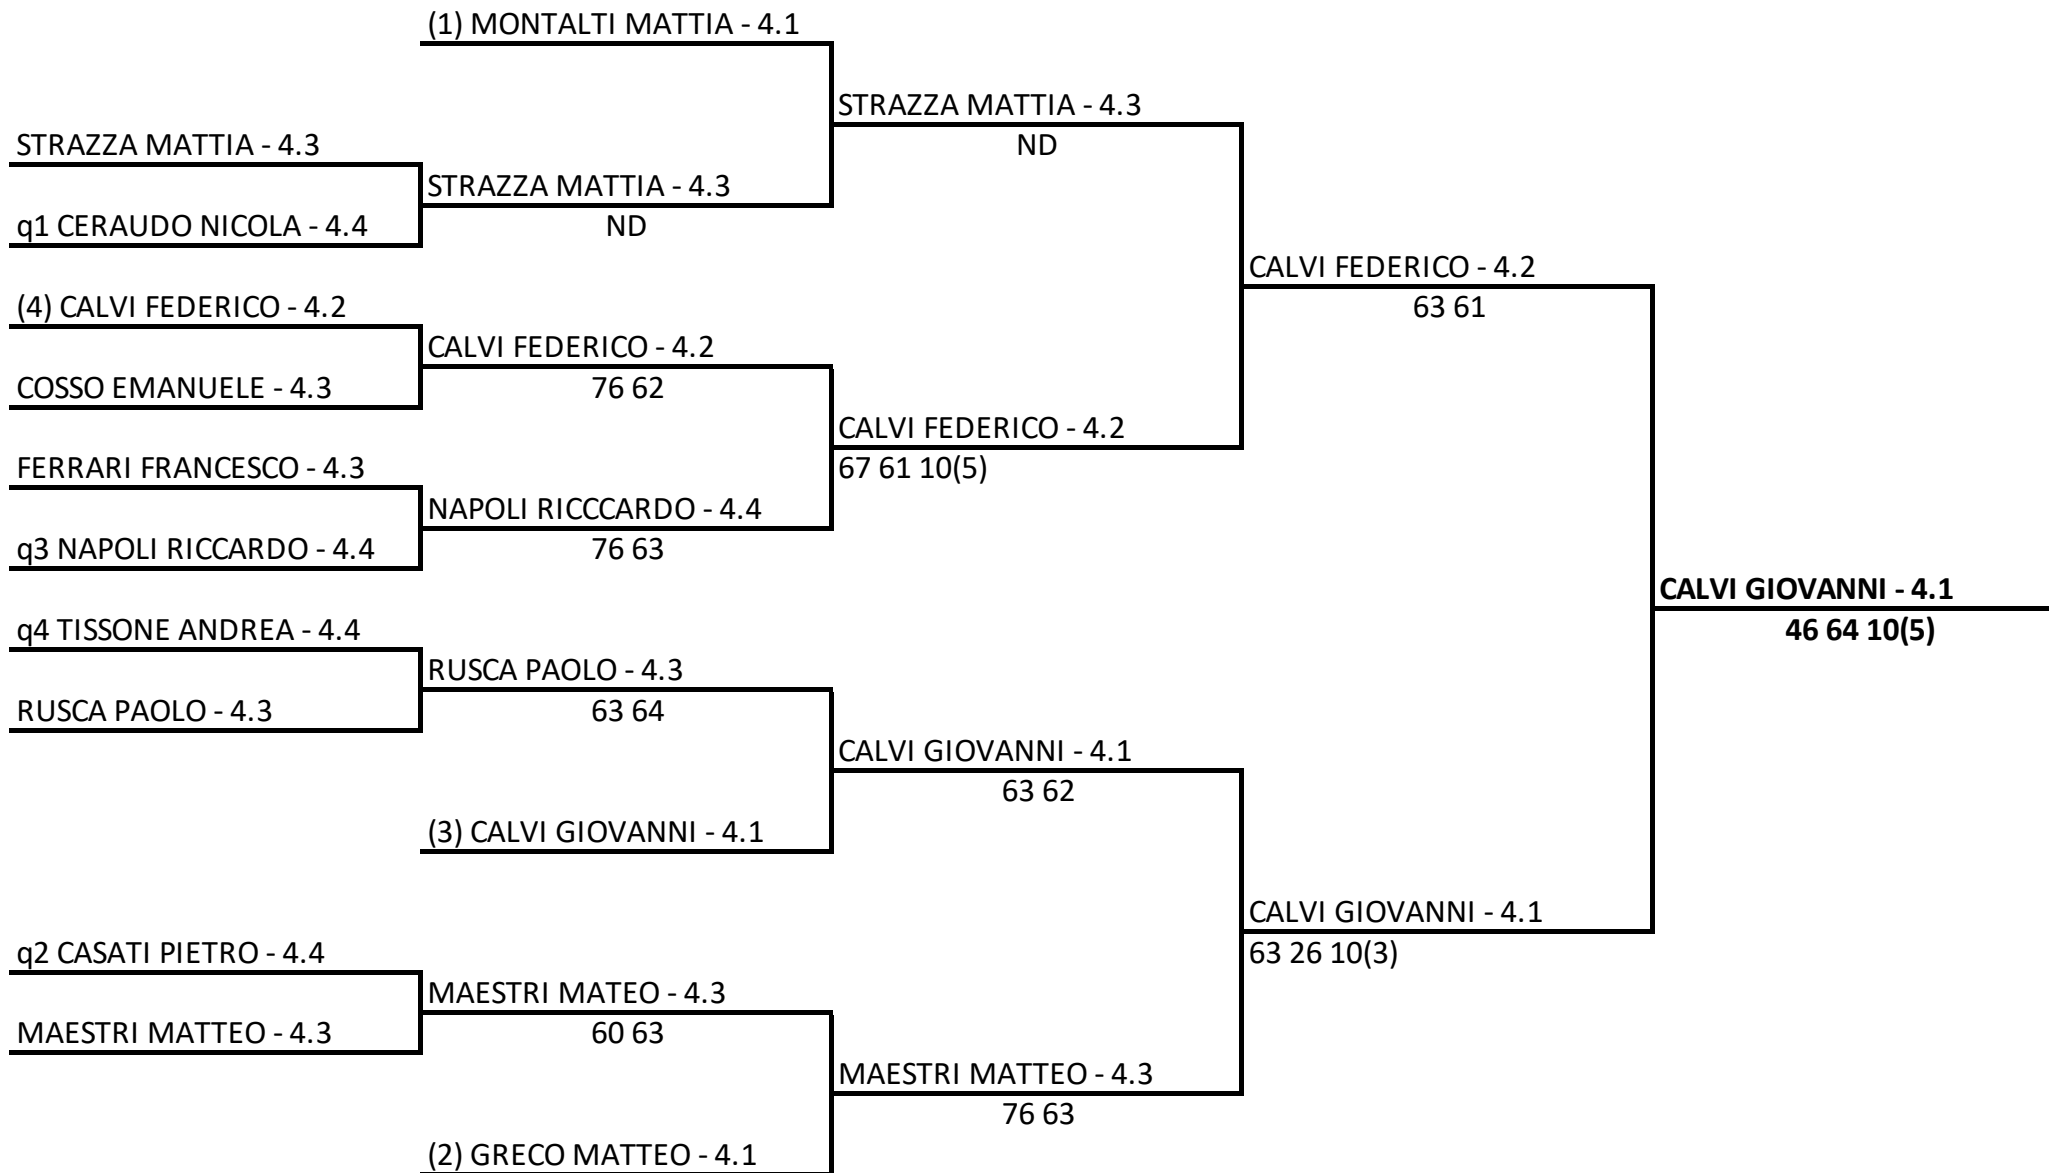 (1) MONTALTI MATTIA - 4.1
STRAZZA MATTIA - 4.3
ND
STRAZZA MATTIA - 4.3
STRAZZA MATTIA - 4.3
ND
q1 CERAUDO NICOLA - 4.4
CALVI FEDERICO - 4.2
63 61
(4) CALVI FEDERICO - 4.2
CALVI FEDERICO - 4.2
76 62
COSSO EMANUELE - 4.3
CALVI FEDERICO - 4.2
67 61 10(5)
FERRARI FRANCESCO - 4.3
NAPOLI RICCCARDO - 4.4
76 63
q3 NAPOLI RICCARDO - 4.4
CALVI GIOVANNI - 4.1
46 64 10(5)
q4 TISSONE ANDREA - 4.4
RUSCA PAOLO - 4.3
63 64
RUSCA PAOLO - 4.3
CALVI GIOVANNI - 4.1
63 62
(3) CALVI GIOVANNI - 4.1
CALVI GIOVANNI - 4.1
63 26 10(3)
q2 CASATI PIETRO - 4.4
MAESTRI MATEO - 4.3
60 63
MAESTRI MATTEO - 4.3
MAESTRI MATTEO - 4.3
76 63
(2) GRECO MATTEO - 4.1